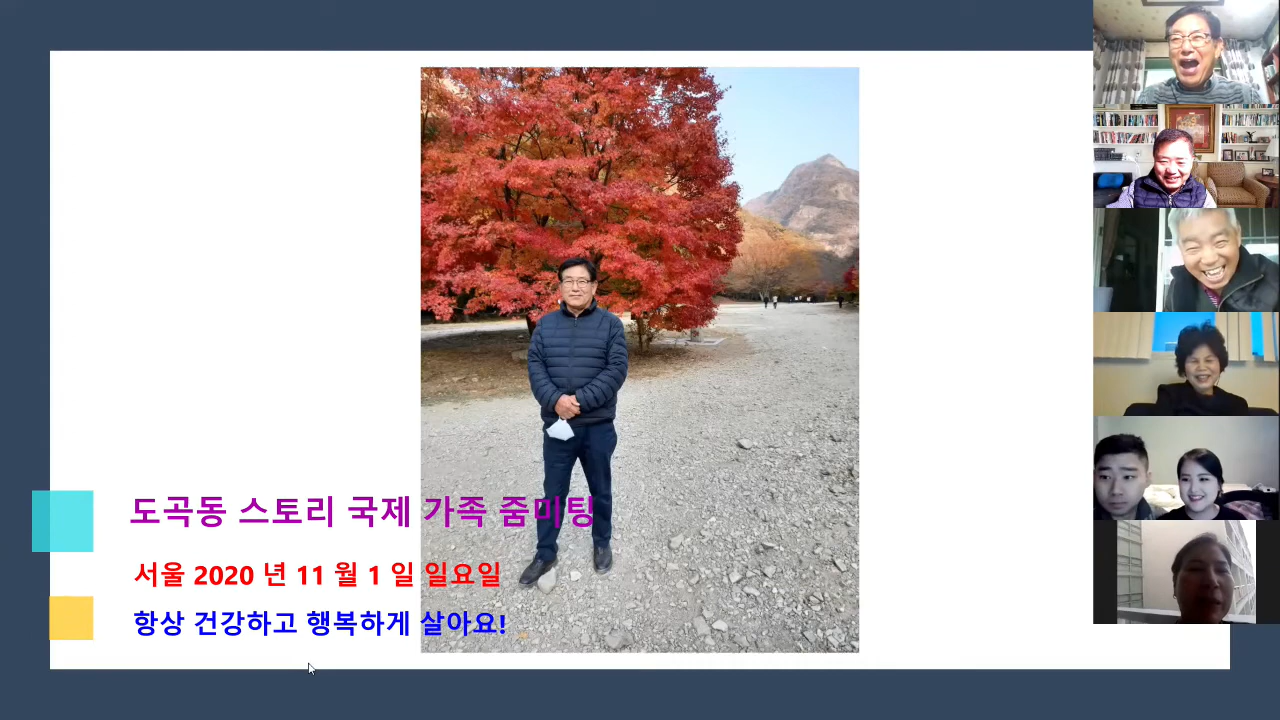 도곡동 스토리 국제 가족 줌미팅
서울 2020 년 11 월 1 일 일요일
항상 건강하고 행복하게 살아요!